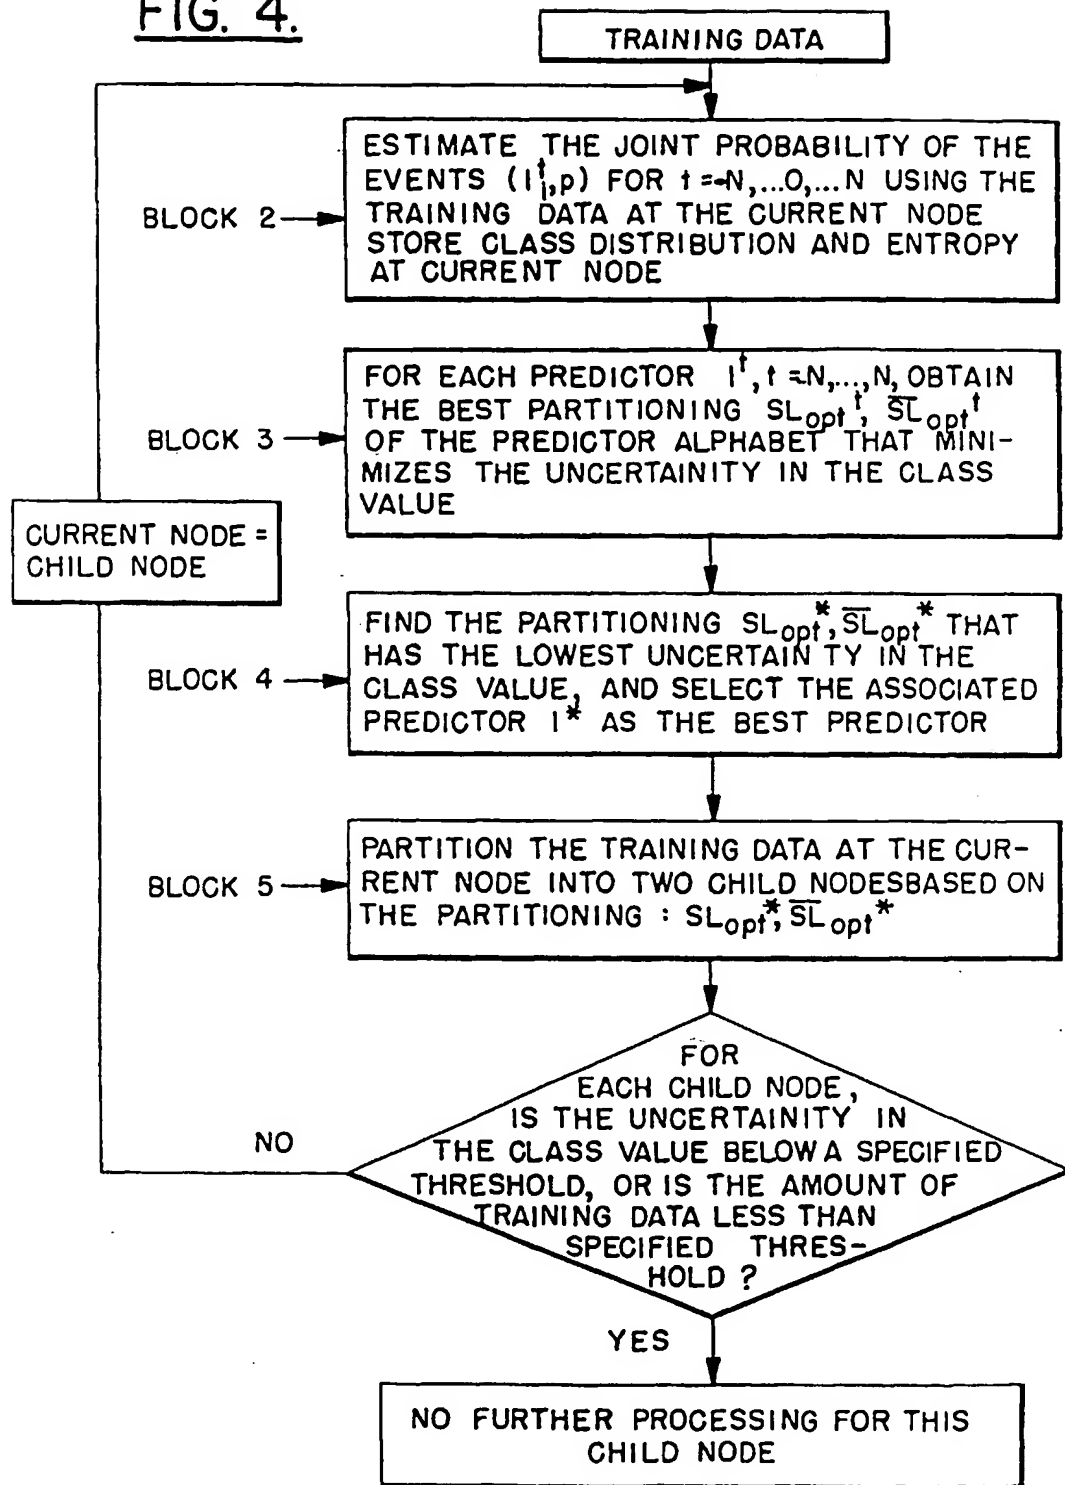 FIG. 4.
TRAINING DATA
ESTIMATE THE JOINT PROBABILITY OF THE
EVENTS (l_i^t, p) FOR t =-N,...O,...N USING THE
TRAINING DATA AT THE CURRENT NODE
STORE CLASS DISTRIBUTION AND ENTROPY
AT CURRENT NODE
BLOCK 2
FOR EACH PREDICTOR l^t, t =-N,...,N, OBTAIN
THE BEST PARTITIONING SL_opt^t, S̅L̅_opt^t
OF THE PREDICTOR ALPHABET THAT MINI-
MIZES THE UNCERTAINITY IN THE CLASS
VALUE
BLOCK 3
CURRENT NODE =
CHILD NODE
FIND THE PARTITIONING SL_opt^*, S̅L̅_opt^* THAT
HAS THE LOWEST UNCERTAIN TY IN THE
CLASS VALUE, AND SELECT THE ASSOCIATED
PREDICTOR l^* AS THE BEST PREDICTOR
BLOCK 4
PARTITION THE TRAINING DATA AT THE CUR-
RENT NODE INTO TWO CHILD NODESBASED ON
THE PARTITIONING : SL_opt^*, S̅L̅_opt^*
BLOCK 5
FOR
EACH CHILD NODE,
IS THE UNCERTAINITY IN
THE CLASS VALUE BELOW A SPECIFIED
THRESHOLD, OR IS THE AMOUNT OF
TRAINING DATA LESS THAN
SPECIFIED THRES-
HOLD ?
NO
YES
NO FURTHER PROCESSING FOR THIS
CHILD NODE